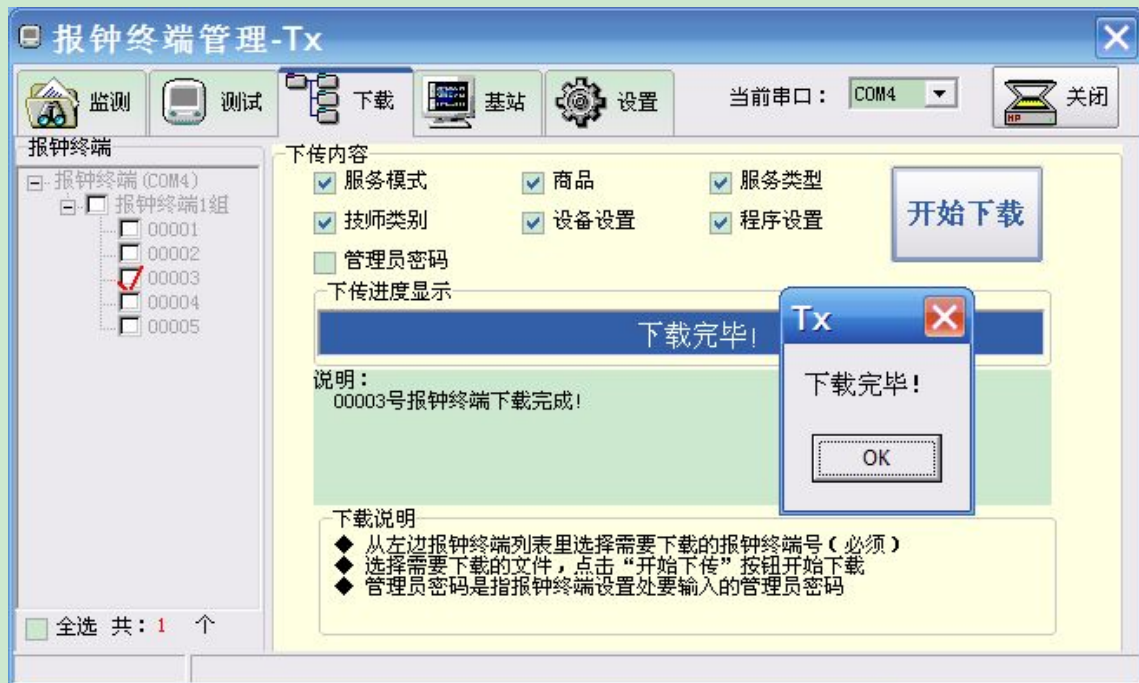 报钟终端管理-Tx
监测 测试 下载 基站 设置 当前串口： COM4 关闭
HP
报钟终端
报钟终端(COM4)
报钟终端1组
00001
00002
00003
00004
00005
全选 共：1 个
下传内容
服务模式 商品 服务类型
技师类别 设备设置 程序设置
管理员密码
开始下载
下传进度显示
下载完毕!
说明：
00003号报钟终端下载完成!
Tx
下载完毕!
OK
下载说明
◆ 从左边报钟终端列表里选择需要下载的报钟终端号(必须)
◆ 选择需要下载的文件，点击“开始下传”按钮开始下载
◆ 管理员密码是指报钟终端设置处要输入的管理员密码